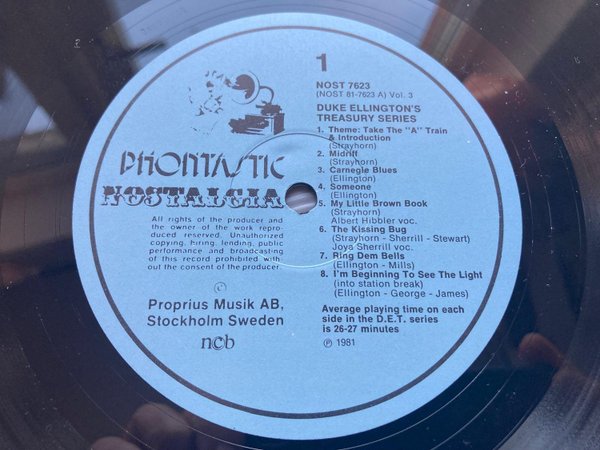 1
NOST 7623
(NOST 81-7623 A) Vol. 3
DUKE ELLINGTON'S
TREASURY SERIES
1. Theme: Take The "A" Train
& Introduction
(Strayhorn)
2. Midriff
(Strayhorn)
3. Carnegie Blues
(Ellington)
4. Someone
(Ellington)
5. My Little Brown Book
(Strayhorn)
Albert Hibbler voc.
6. The Kissing Bug
(Strayhorn - Sherrill - Stewart)
Joya Sherrill voc.
7. Ring Dem Bells
(Ellington - Mills)
8. I'm Beginning To See The Light
(into station break)
(Ellington - George - James)
Average playing time on each
side in the D.E.T. series
is 26-27 minutes
℗ 1981
PHONTASTIC
NOSTALGIA
All rights of the producer and
the owner of the work repro-
duced reserved. Unauthorized
copying, hiring, lending, public
performance and broadcasting
of this record prohibited with-
out the consent of the producer.
©
Proprius Musik AB,
Stockholm Sweden
ncb